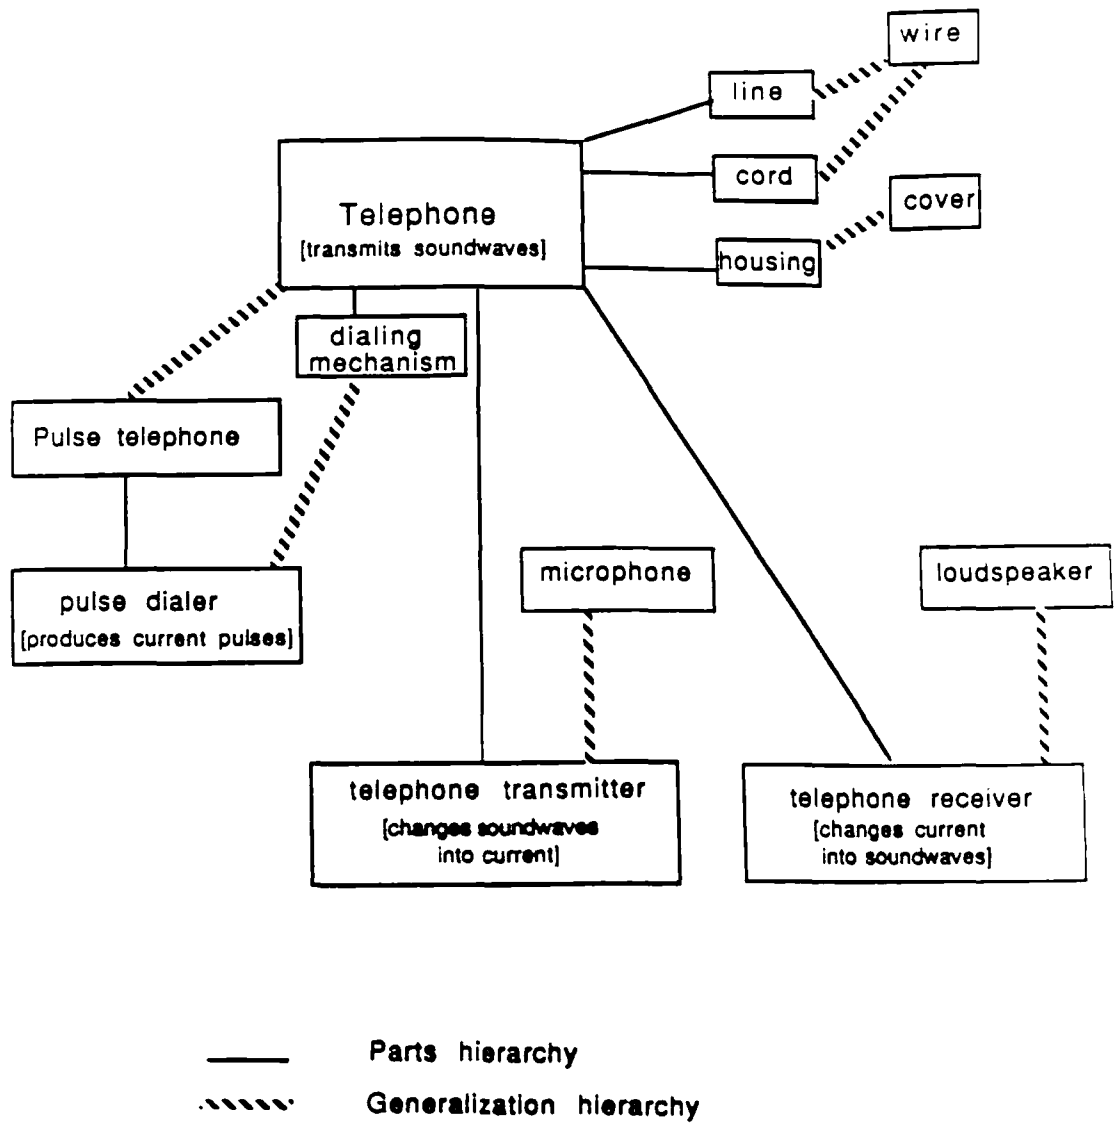 wire
line
cord
cover
Telephone
[transmits soundwaves]
housing
dialing
mechanism
Pulse telephone
microphone
loudspeaker
pulse dialer
[produces current pulses]
telephone transmitter
[changes soundwaves
into current]
telephone receiver
[changes current
into soundwaves]
Parts hierarchy
Generalization hierarchy